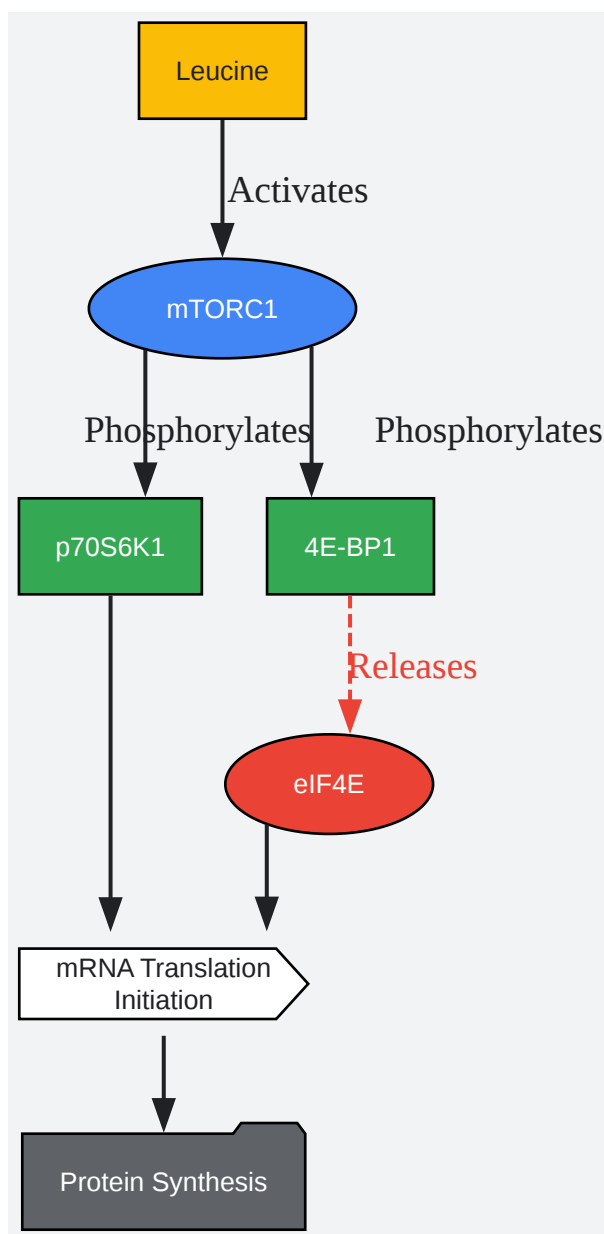 Leucine
Activates
mTORC1
Phosphorylates
Phosphorylates
p70S6K1
4E-BP1
Releases
eIF4E
mRNA Translation
Initiation
Protein Synthesis